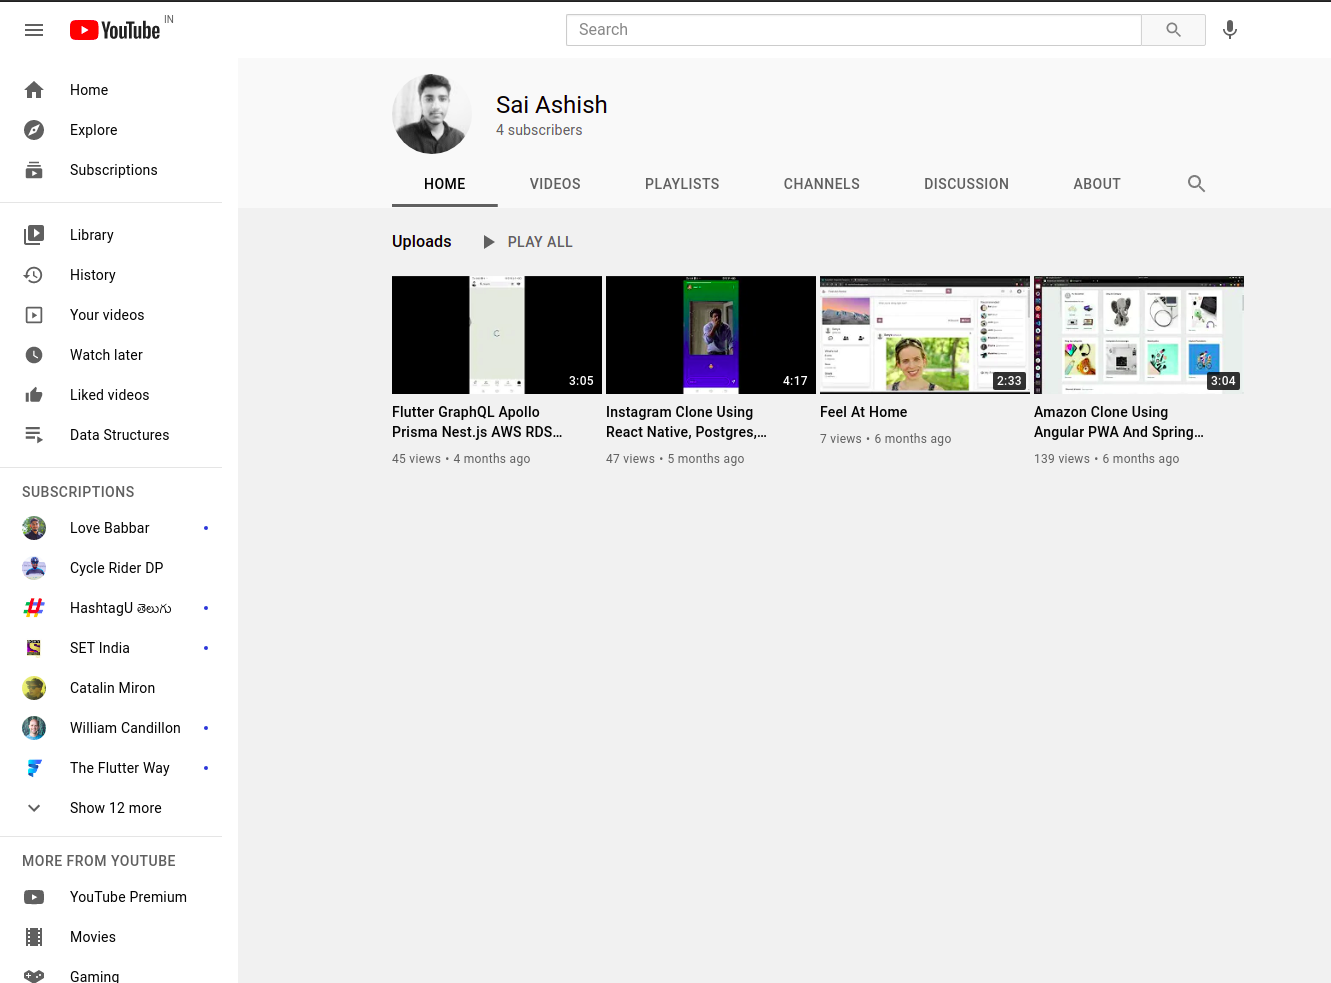 YouTube IN
Search
Home
Explore
Subscriptions
Library
History
Your videos
Watch later
Liked videos
Data Structures
SUBSCRIPTIONS
Love Babbar
Cycle Rider DP
HashtagU తెలుగు
SET India
Catalin Miron
William Candillon
The Flutter Way
Show 12 more
MORE FROM YOUTUBE
YouTube Premium
Movies
Gaming
Sai Ashish
4 subscribers
HOME VIDEOS PLAYLISTS CHANNELS DISCUSSION ABOUT
Uploads PLAY ALL
3:05
Flutter GraphQL Apollo
Prisma Nest.js AWS RDS…
45 views • 4 months ago
4:17
Instagram Clone Using
React Native, Postgres,…
47 views • 5 months ago
2:33
Feel At Home
7 views • 6 months ago
3:04
Amazon Clone Using
Angular PWA And Spring…
139 views • 6 months ago